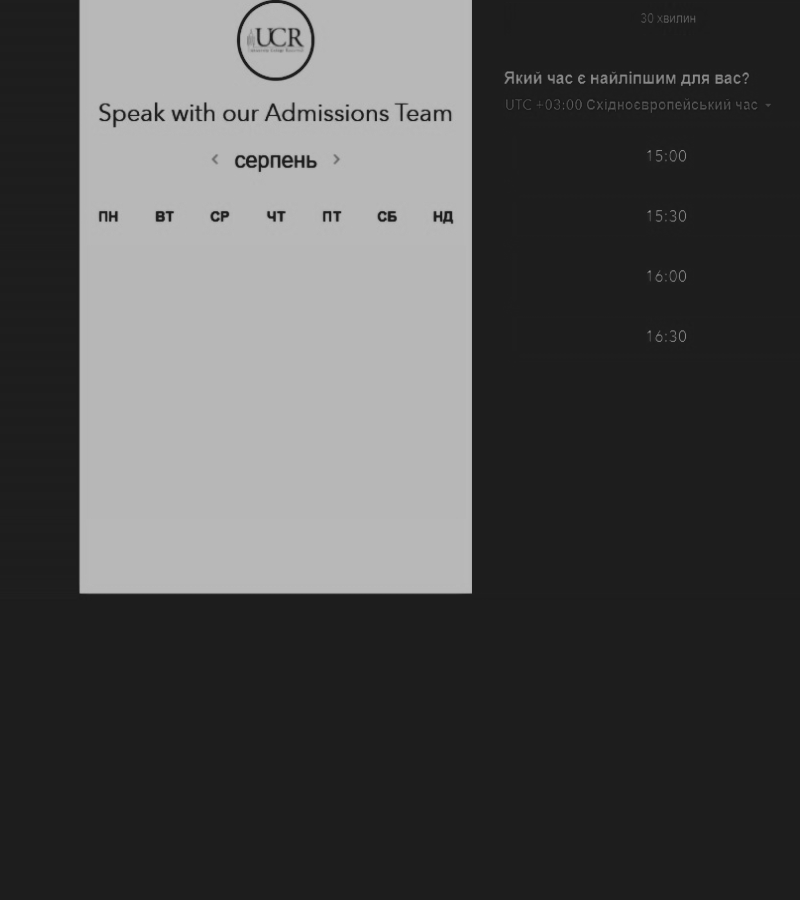 UCR
Speak with our Admissions Team
серпень
ПН ВТ СР ЧТ ПТ СБ НД
30 хвилин
Який час є найліпшим для вас?
UTC +03:00 Східноєвропейський час
15:00
15:30
16:00
16:30